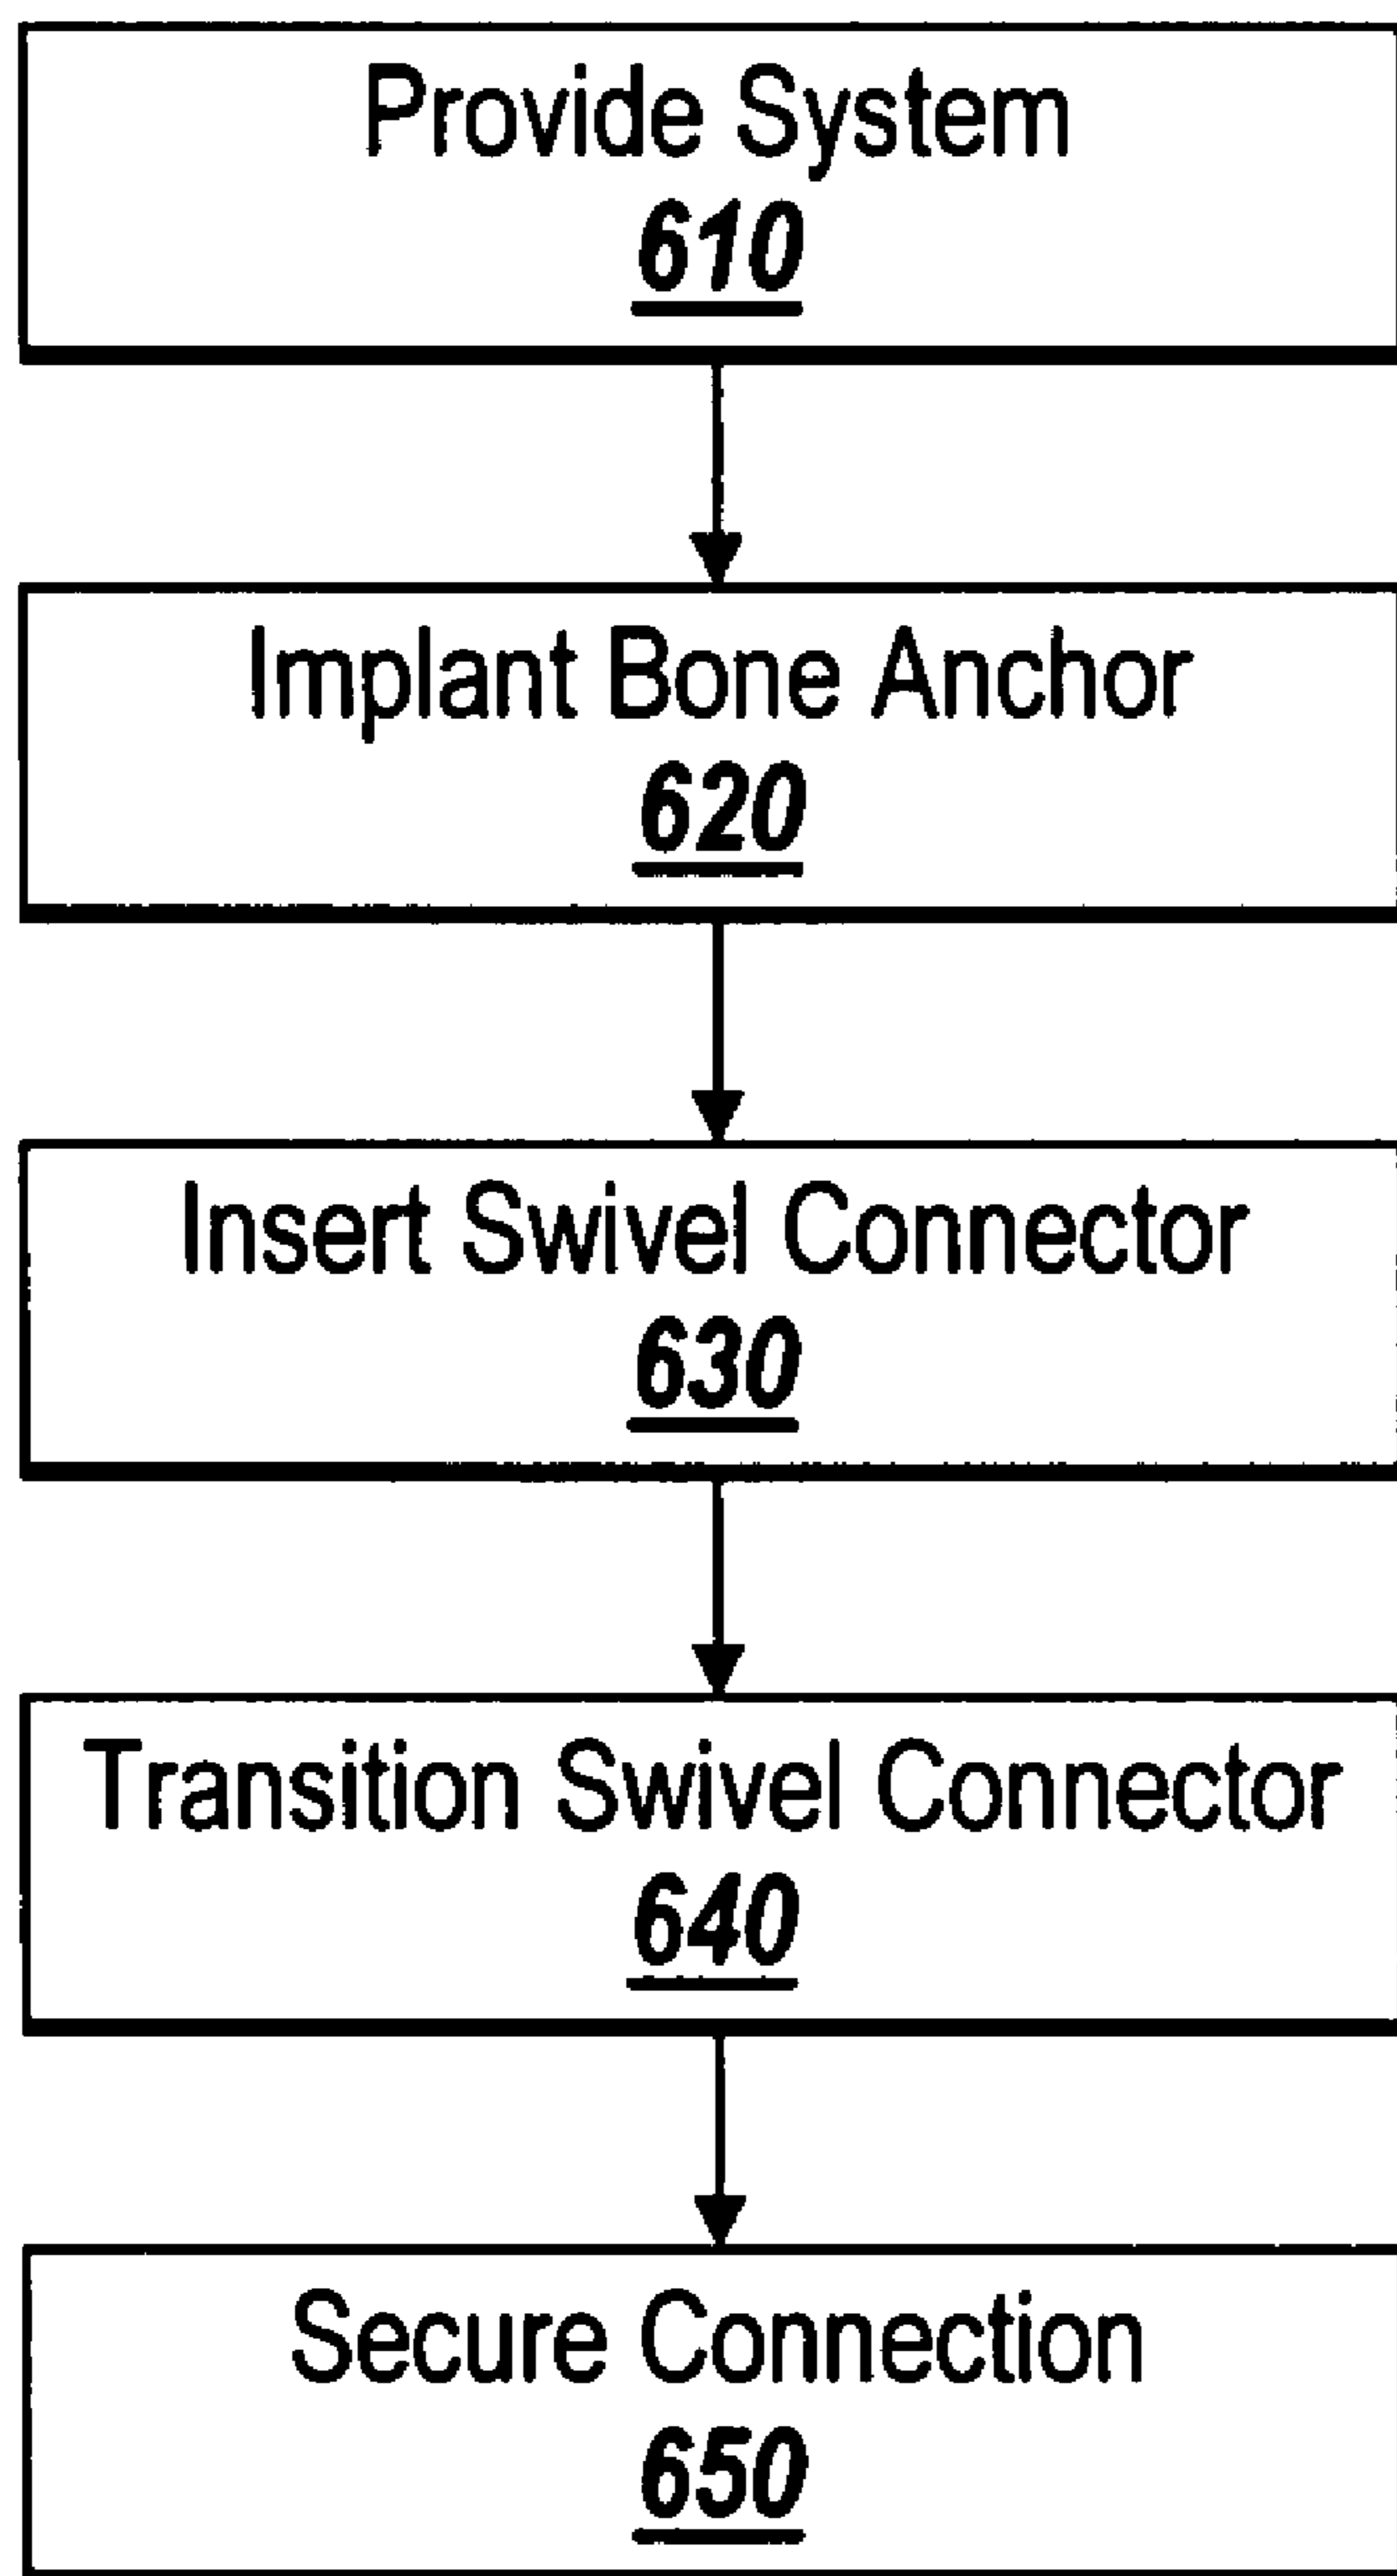 Provide System
610
Implant Bone Anchor
620
Insert Swivel Connector
630
Transition Swivel Connector
640
Secure Connection
650